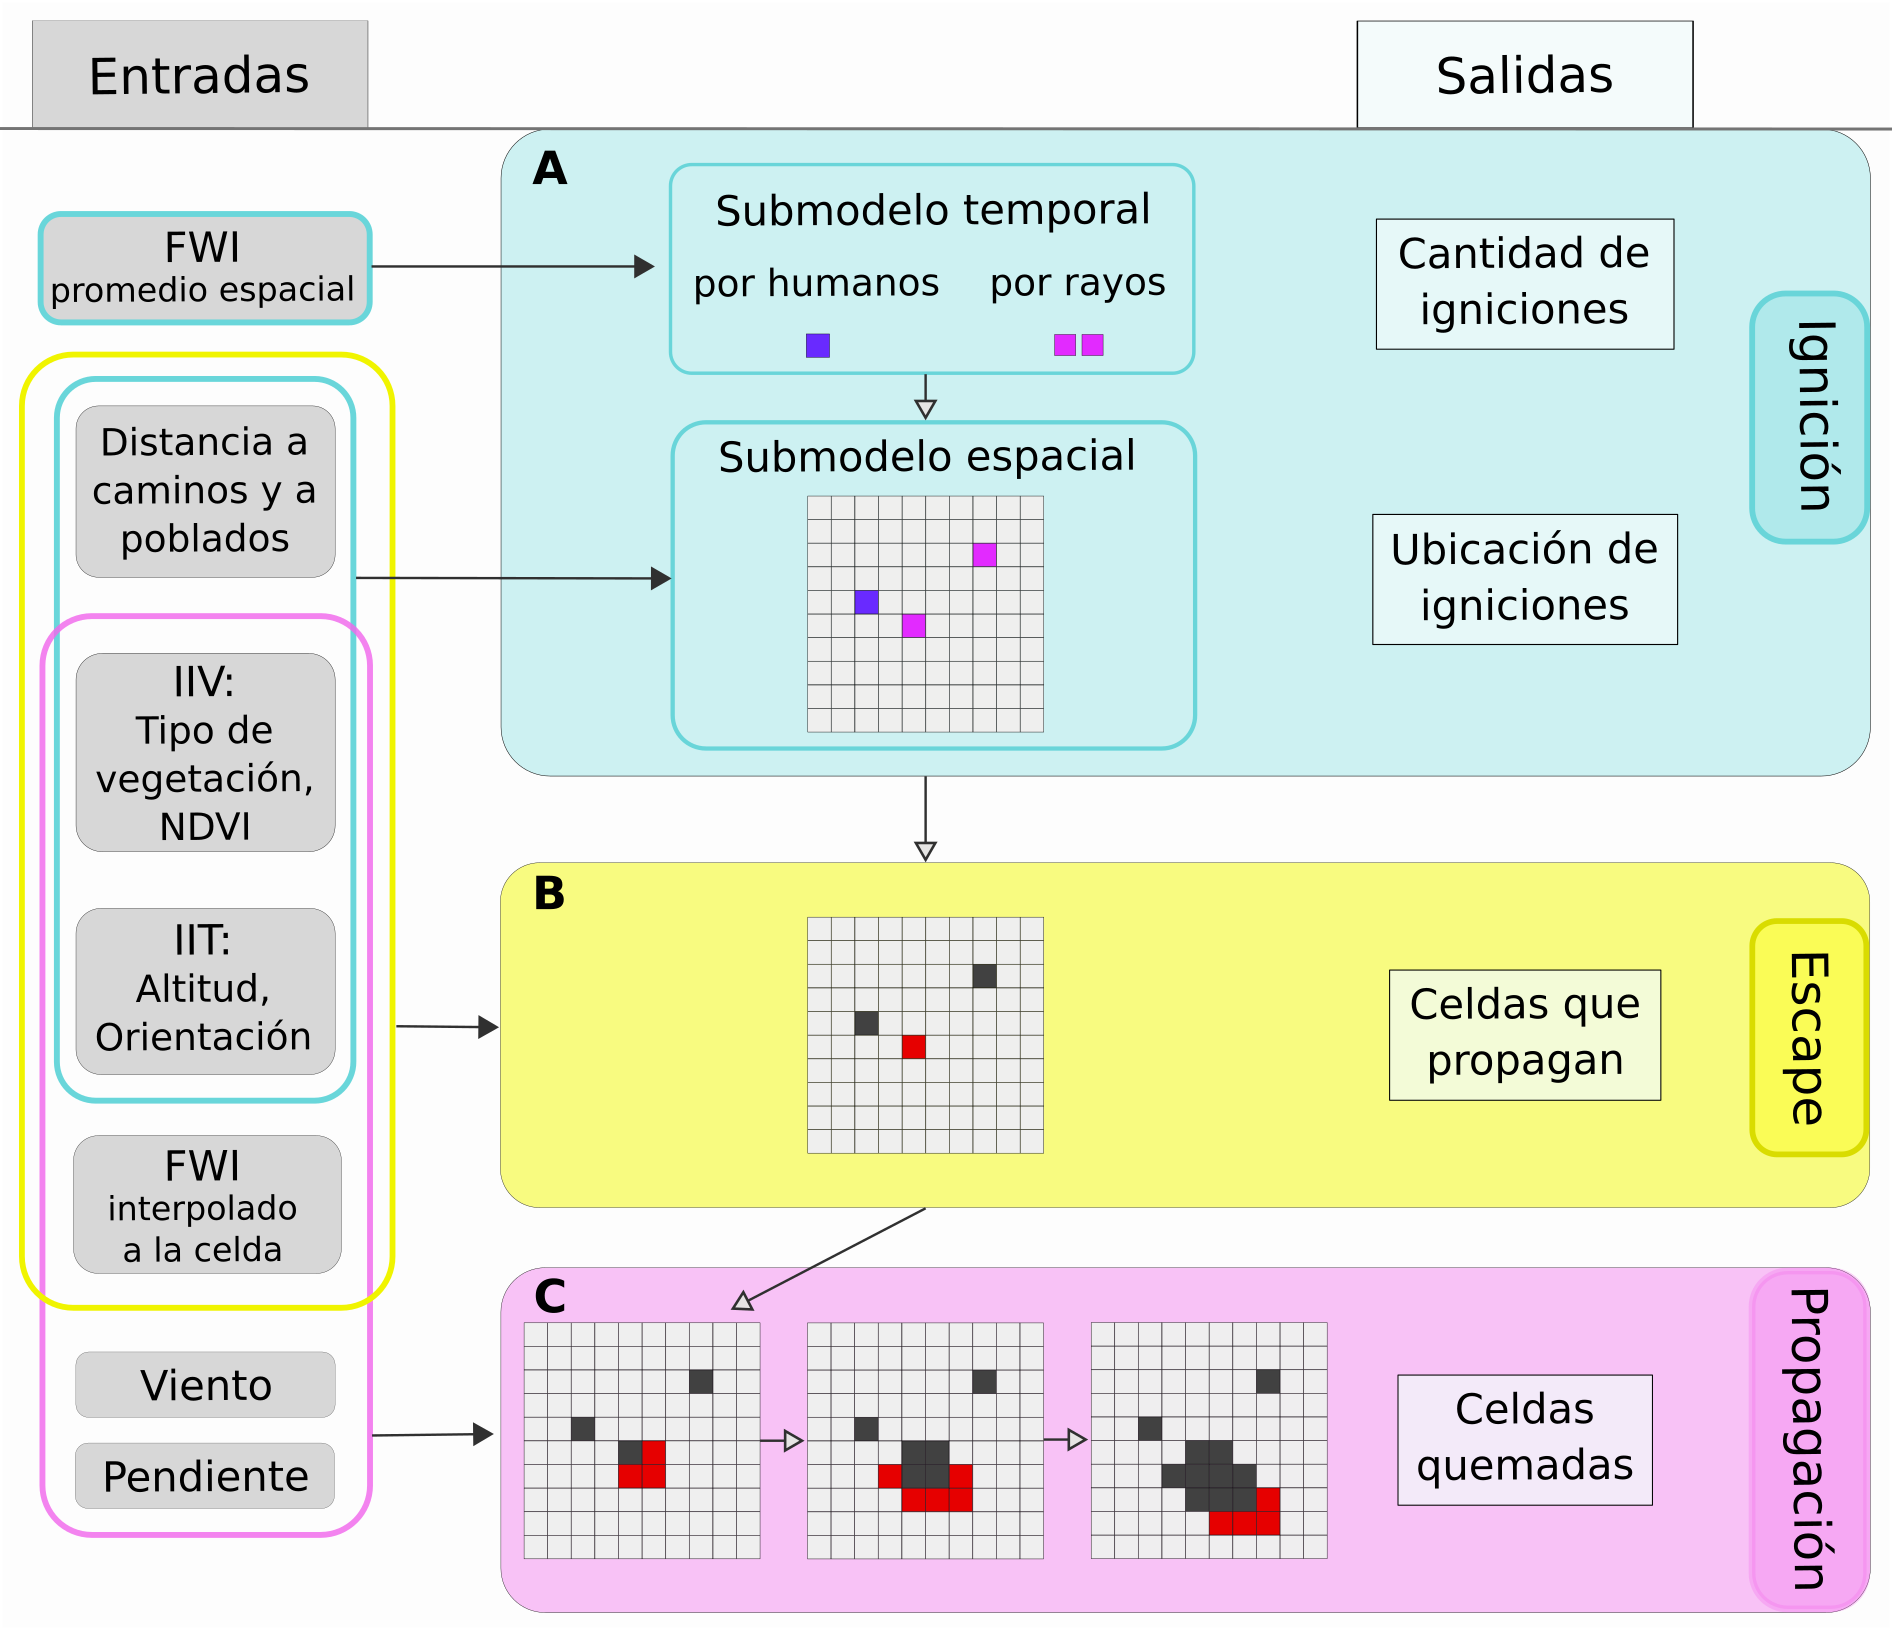 Entradas
Salidas
A
Submodelo temporal
por humanos
por rayos
FWI
promedio espacial
Cantidad de
igniciones
Ignición
Distancia a
caminos y a
poblados
Submodelo espacial
Ubicación de
igniciones
IIV:
Tipo de
vegetación,
NDVI
IIT:
Altitud,
Orientación
B
Celdas que
propagan
Escape
FWI
interpolado
a la celda
C
Viento
Pendiente
Celdas
quemadas
Propagación